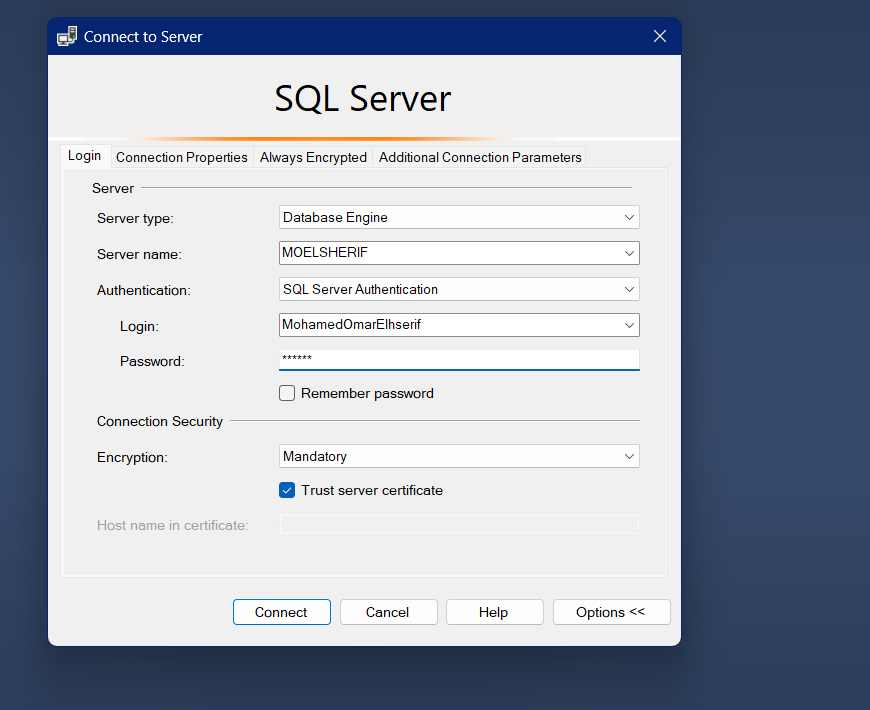 Connect to Server
SQL Server
Login Connection Properties Always Encrypted Additional Connection Parameters
Server
Server type: Database Engine
Server name: MOELSHERIF
Authentication: SQL Server Authentication
Login: MohamedOmarElhserif
Password: ******
Remember password
Connection Security
Encryption: Mandatory
Trust server certificate
Host name in certificate:
Connect Cancel Help Options <<